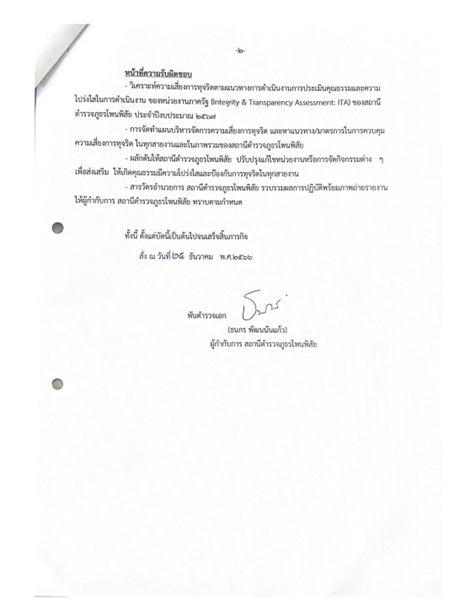 -๒-
หน้าที่ความรับผิดชอบ
- วิเคราะห์ความเสี่ยงการทุจริตตามแนวทางการดำเนินงานการประเมินคุณธรรมและความ
โปร่งใสในการดำเนินงาน ของหน่วยงานภาครัฐ (Integrity & Transparency Assessment: ITA) ของสถานี
ตำรวจภูธรโพนพิสัย ประจำปีงบประมาณ ๒๕๖๗
- การจัดทำแผนบริหารจัดการความเสี่ยงการทุจริต และหาแนวทาง/มาตรการในการควบคุม
ความเสี่ยงการทุจริต ในทุกสายงานและในภาพรวมของสถานีตำรวจภูธรโพนพิสัย
- ผลักดันให้สถานีตำรวจภูธรโพนพิสัย ปรับปรุงแก้ไขหน่วยงานหรือการจัดกิจกรรมต่าง ๆ
เพื่อส่งเสริม ให้เกิดคุณธรรมมีความโปร่งใสและป้องกันการทุจริตในทุกสายงาน
- สารวัตรอำนวยการ สถานีตำรวจภูธรโพนพิสัย รวบรวมผลการปฏิบัติพร้อมภาพถ่ายรายงาน
ให้ผู้กำกับการ สถานีตำรวจภูธรโพนพิสัย ทราบตามกำหนด
ทั้งนี้ ตั้งแต่บัดนี้เป็นต้นไปจนเสร็จสิ้นภารกิจ
สั่ง ณ วันที่ ๒๕ ธันวาคม พ.ศ.๒๕๖๖
พันตำรวจเอก
(ธนกร พัฒนนันแก้ว)
ผู้กำกับการ สถานีตำรวจภูธรโพนพิสัย